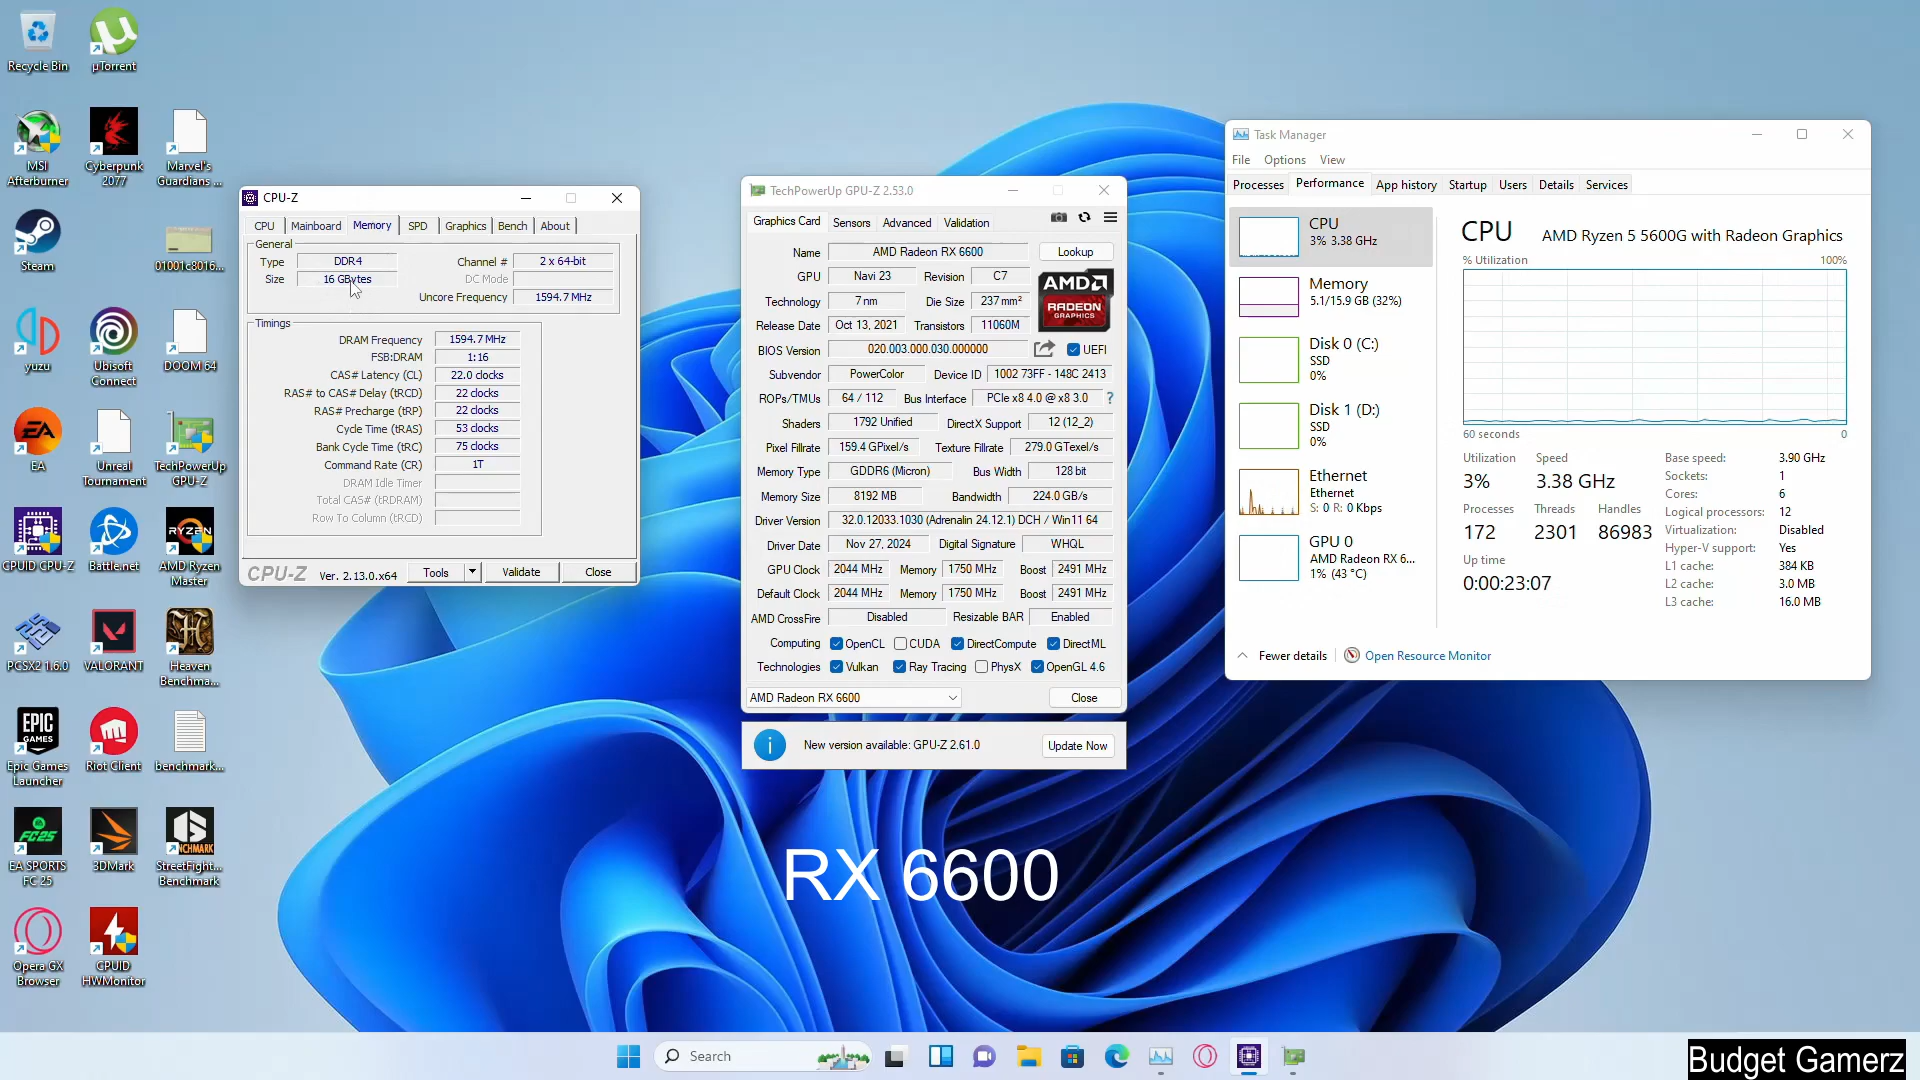 Recycle Bin
µTorrent
MSI
Afterburner
Cyberpunk
2077
Marvel's
Guardians ...
Steam
01001c8016...
yuzu
Ubisoft
Connect
DOOM 64
EA
Unreal
Tournament
TechPowerUp
GPU-Z
CPUID CPU-Z
Battle.net
AMD Ryzen
Master
PCSX2 1.6.0
VALORANT
Heaven
Benchma...
Epic Games
Launcher
Riot Client
benchmark...
EA SPORTS
FC 25
3DMark
StreetFight...
Benchmark
Opera GX
Browser
CPUID
HWMonitor
CPU-Z
CPU Mainboard Memory SPD Graphics Bench About
General
Type DDR4 Channel # 2 x 64-bit
Size 16 GBytes DC Mode
Uncore Frequency 1594.7 MHz
Timings
DRAM Frequency 1594.7 MHz
FSB:DRAM 1:16
CAS# Latency (CL) 22.0 clocks
RAS# to CAS# Delay (tRCD) 22 clocks
RAS# Precharge (tRP) 22 clocks
Cycle Time (tRAS) 53 clocks
Bank Cycle Time (tRC) 75 clocks
Command Rate (CR) 1T
DRAM Idle Timer
Total CAS# (tRDRAM)
Row To Column (tRCD)
CPU-Z Ver. 2.13.0.x64 Tools Validate Close
TechPowerUp GPU-Z 2.53.0
Graphics Card Sensors Advanced Validation
Name AMD Radeon RX 6600 Lookup
GPU Navi 23 Revision C7
Technology 7 nm Die Size 237 mm²
Release Date Oct 13, 2021 Transistors 11060M
AMD
RADEON
GRAPHICS
BIOS Version 020.003.000.030.000000 UEFI
Subvendor PowerColor Device ID 1002 73FF - 148C 2413
ROPs/TMUs 64 / 112 Bus Interface PCIe x8 4.0 @ x8 3.0 ?
Shaders 1792 Unified DirectX Support 12 (12_2)
Pixel Fillrate 159.4 GPixel/s Texture Fillrate 279.0 GTexel/s
Memory Type GDDR6 (Micron) Bus Width 128 bit
Memory Size 8192 MB Bandwidth 224.0 GB/s
Driver Version 32.0.12033.1030 (Adrenalin 24.12.1) DCH / Win11 64
Driver Date Nov 27, 2024 Digital Signature WHQL
GPU Clock 2044 MHz Memory 1750 MHz Boost 2491 MHz
Default Clock 2044 MHz Memory 1750 MHz Boost 2491 MHz
AMD CrossFire Disabled Resizable BAR Enabled
Computing OpenCL CUDA DirectCompute DirectML
Technologies Vulkan Ray Tracing PhysX OpenGL 4.6
AMD Radeon RX 6600 Close
New version available: GPU-Z 2.61.0 Update Now
Task Manager
File Options View
Processes Performance App history Startup Users Details Services
CPU
3% 3.38 GHz
Memory
5.1/15.9 GB (32%)
Disk 0 (C:)
SSD
0%
Disk 1 (D:)
SSD
0%
Ethernet
Ethernet
S: 0 R: 0 Kbps
GPU 0
AMD Radeon RX 6...
1% (43 °C)
CPU AMD Ryzen 5 5600G with Radeon Graphics
% Utilization 100%
60 seconds 0
Utilization Speed
3% 3.38 GHz
Processes Threads Handles
172 2301 86983
Up time
0:00:23:07
Base speed: 3.90 GHz
Sockets: 1
Cores: 6
Logical processors: 12
Virtualization: Disabled
Hyper-V support: Yes
L1 cache: 384 KB
L2 cache: 3.0 MB
L3 cache: 16.0 MB
Fewer details Open Resource Monitor
RX 6600
Search
Budget Gamerz